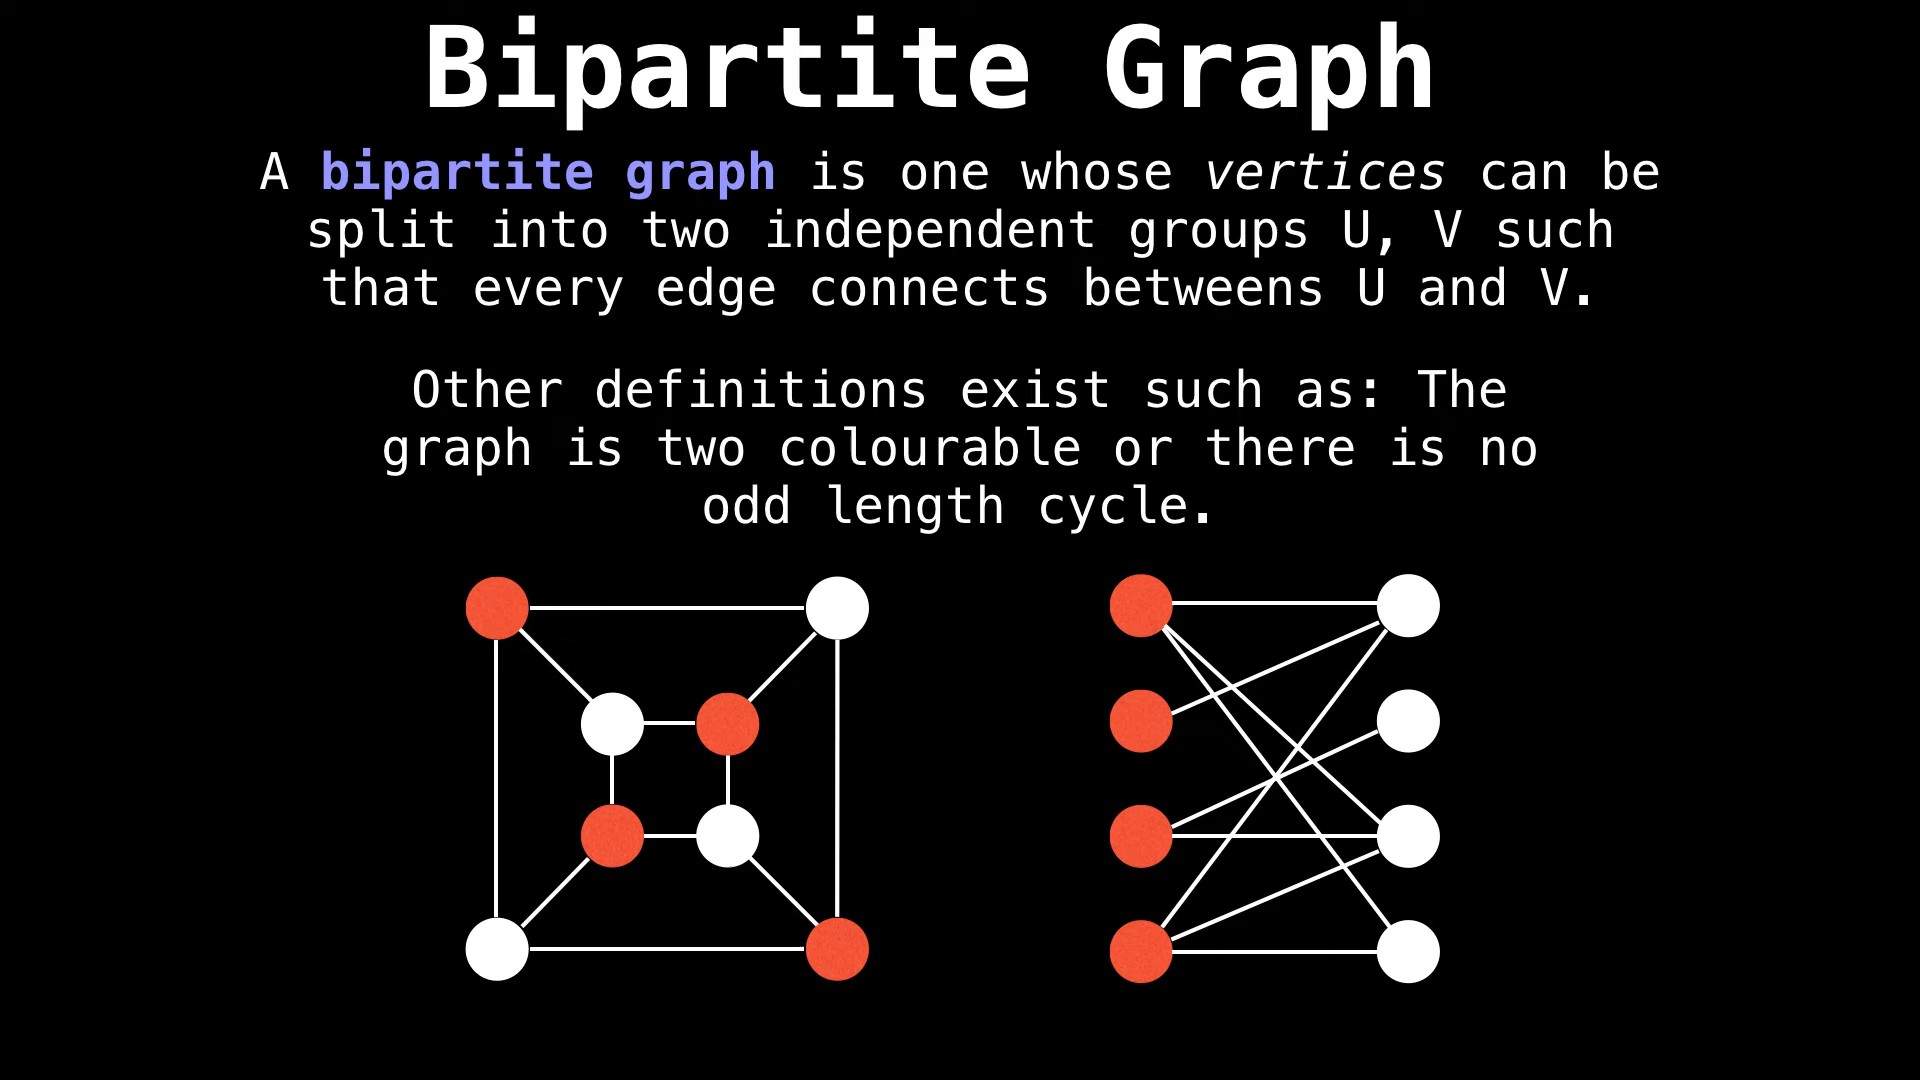 Bipartite Graph
A bipartite graph is one whose vertices can be
split into two independent groups U, V such
that every edge connects betweens U and V.
Other definitions exist such as: The
graph is two colourable or there is no
odd length cycle.